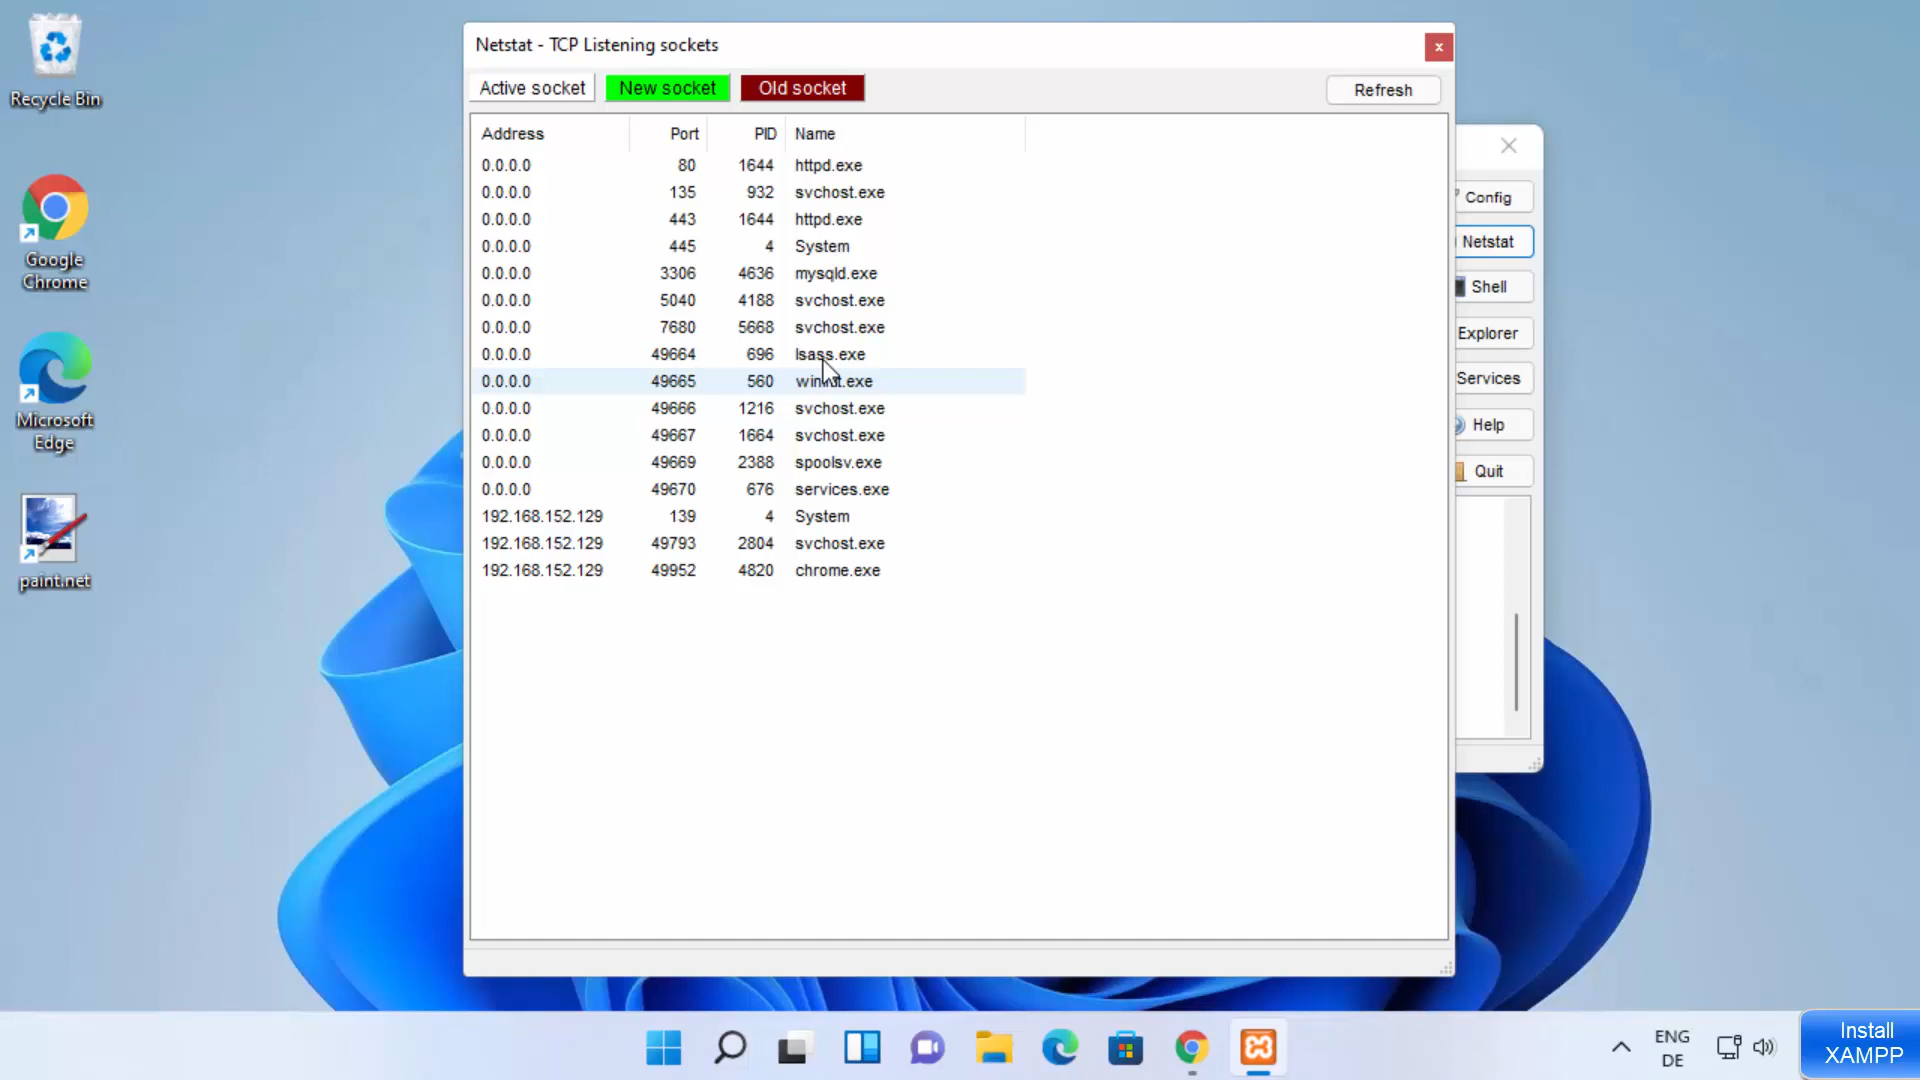 Recycle Bin
Google
Chrome
Microsoft
Edge
paint.net
Netstat - TCP Listening sockets
x
Active socket New socket Old socket Refresh
Address Port PID Name
0.0.0.0 80 1644 httpd.exe
0.0.0.0 135 932 svchost.exe
0.0.0.0 443 1644 httpd.exe
0.0.0.0 445 4 System
0.0.0.0 3306 4636 mysqld.exe
0.0.0.0 5040 4188 svchost.exe
0.0.0.0 7680 5668 svchost.exe
0.0.0.0 49664 696 lsass.exe
0.0.0.0 49665 560
0.0.0.0 49666 1216 svchost.exe
0.0.0.0 49667 1664 svchost.exe
0.0.0.0 49669 2388 spoolsv.exe
0.0.0.0 49670 676 services.exe
192.168.152.129 139 4 System
192.168.152.129 49793 2804 svchost.exe
192.168.152.129 49952 4820 chrome.exe
Config
Netstat
Shell
Explorer
Services
Help
Quit
ENG
DE
Install
XAMPP